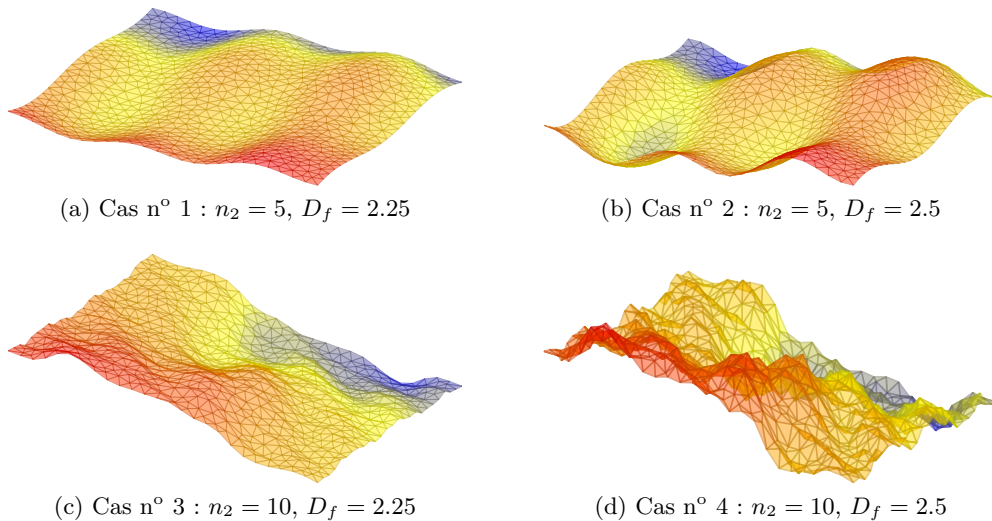 (a) Cas nº 1 : n₂ = 5, D_f = 2.25
(b) Cas nº 2 : n₂ = 5, D_f = 2.5
(c) Cas nº 3 : n₂ = 10, D_f = 2.25
(d) Cas nº 4 : n₂ = 10, D_f = 2.5